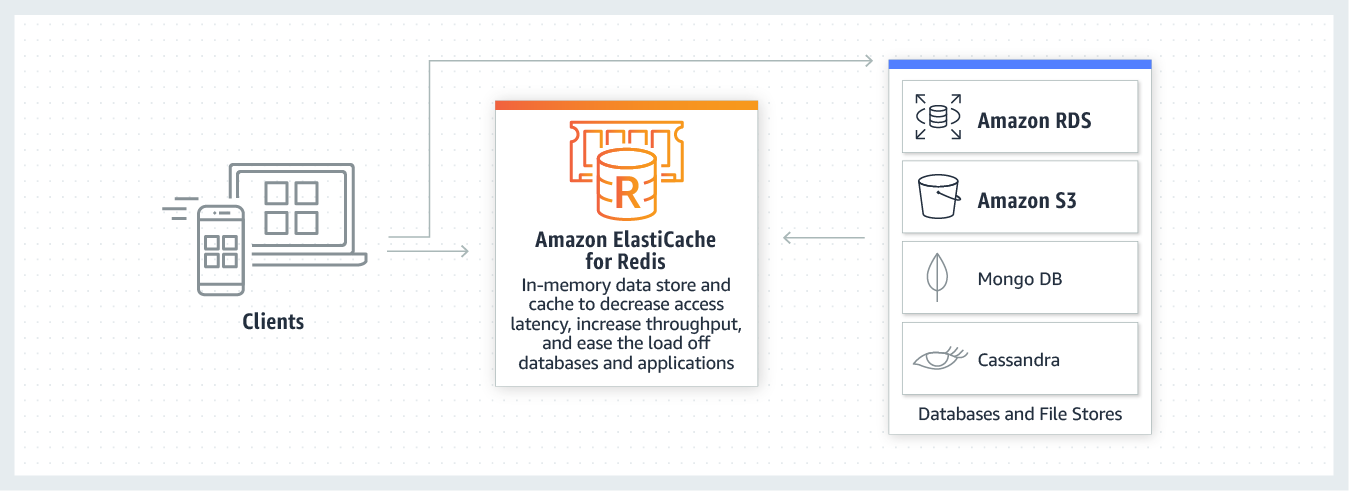 Clients
R
Amazon ElastiCache
for Redis
In-memory data store and
cache to decrease access
latency, increase throughput,
and ease the load off
databases and applications
Amazon RDS
Amazon S3
Mongo DB
Cassandra
Databases and File Stores